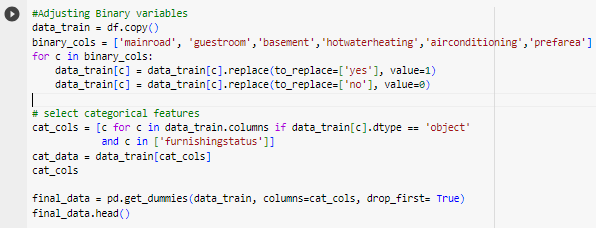 #Adjusting Binary variables
data_train = df.copy()
binary_cols = ['mainroad', 'guestroom','basement','hotwaterheating','airconditioning','prefarea']
for c in binary_cols:
    data_train[c] = data_train[c].replace(to_replace=['yes'], value=1)
    data_train[c] = data_train[c].replace(to_replace=['no'], value=0)
# select categorical features
cat_cols = [c for c in data_train.columns if data_train[c].dtype == 'object'
            and c in ['furnishingstatus']]
cat_data = data_train[cat_cols]
cat_cols
final_data = pd.get_dummies(data_train, columns=cat_cols, drop_first= True)
final_data.head()